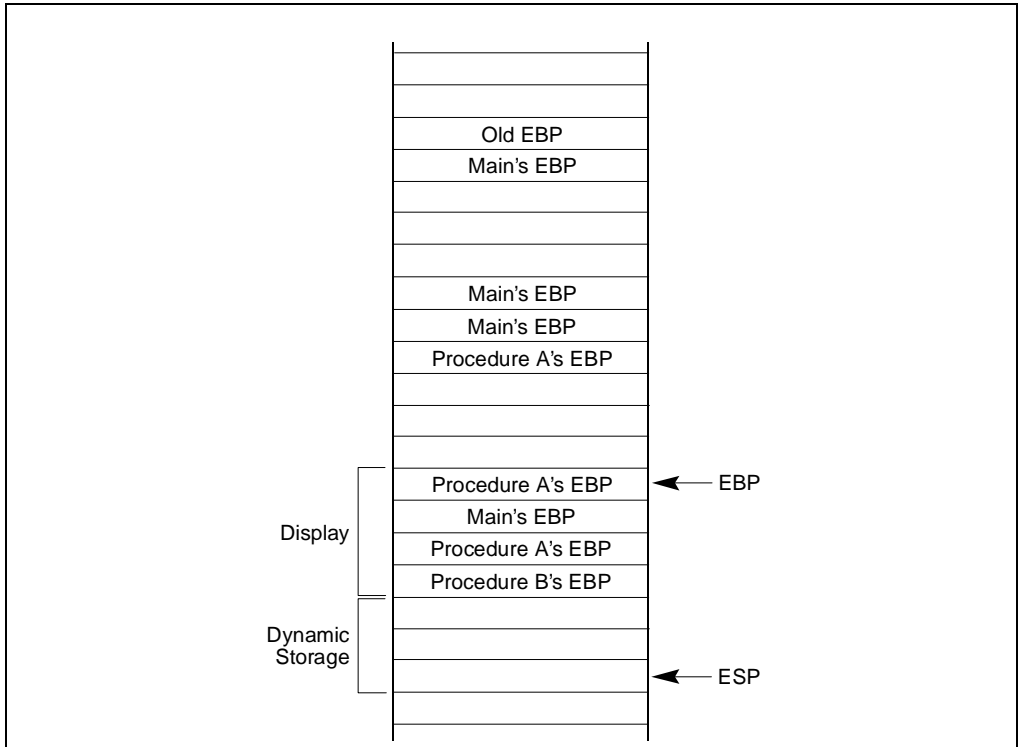 Old EBP
Main's EBP
Main's EBP
Main's EBP
Procedure A's EBP
Procedure A's EBP
EBP
Main's EBP
Display
Procedure A's EBP
Procedure B's EBP
Dynamic
Storage
ESP